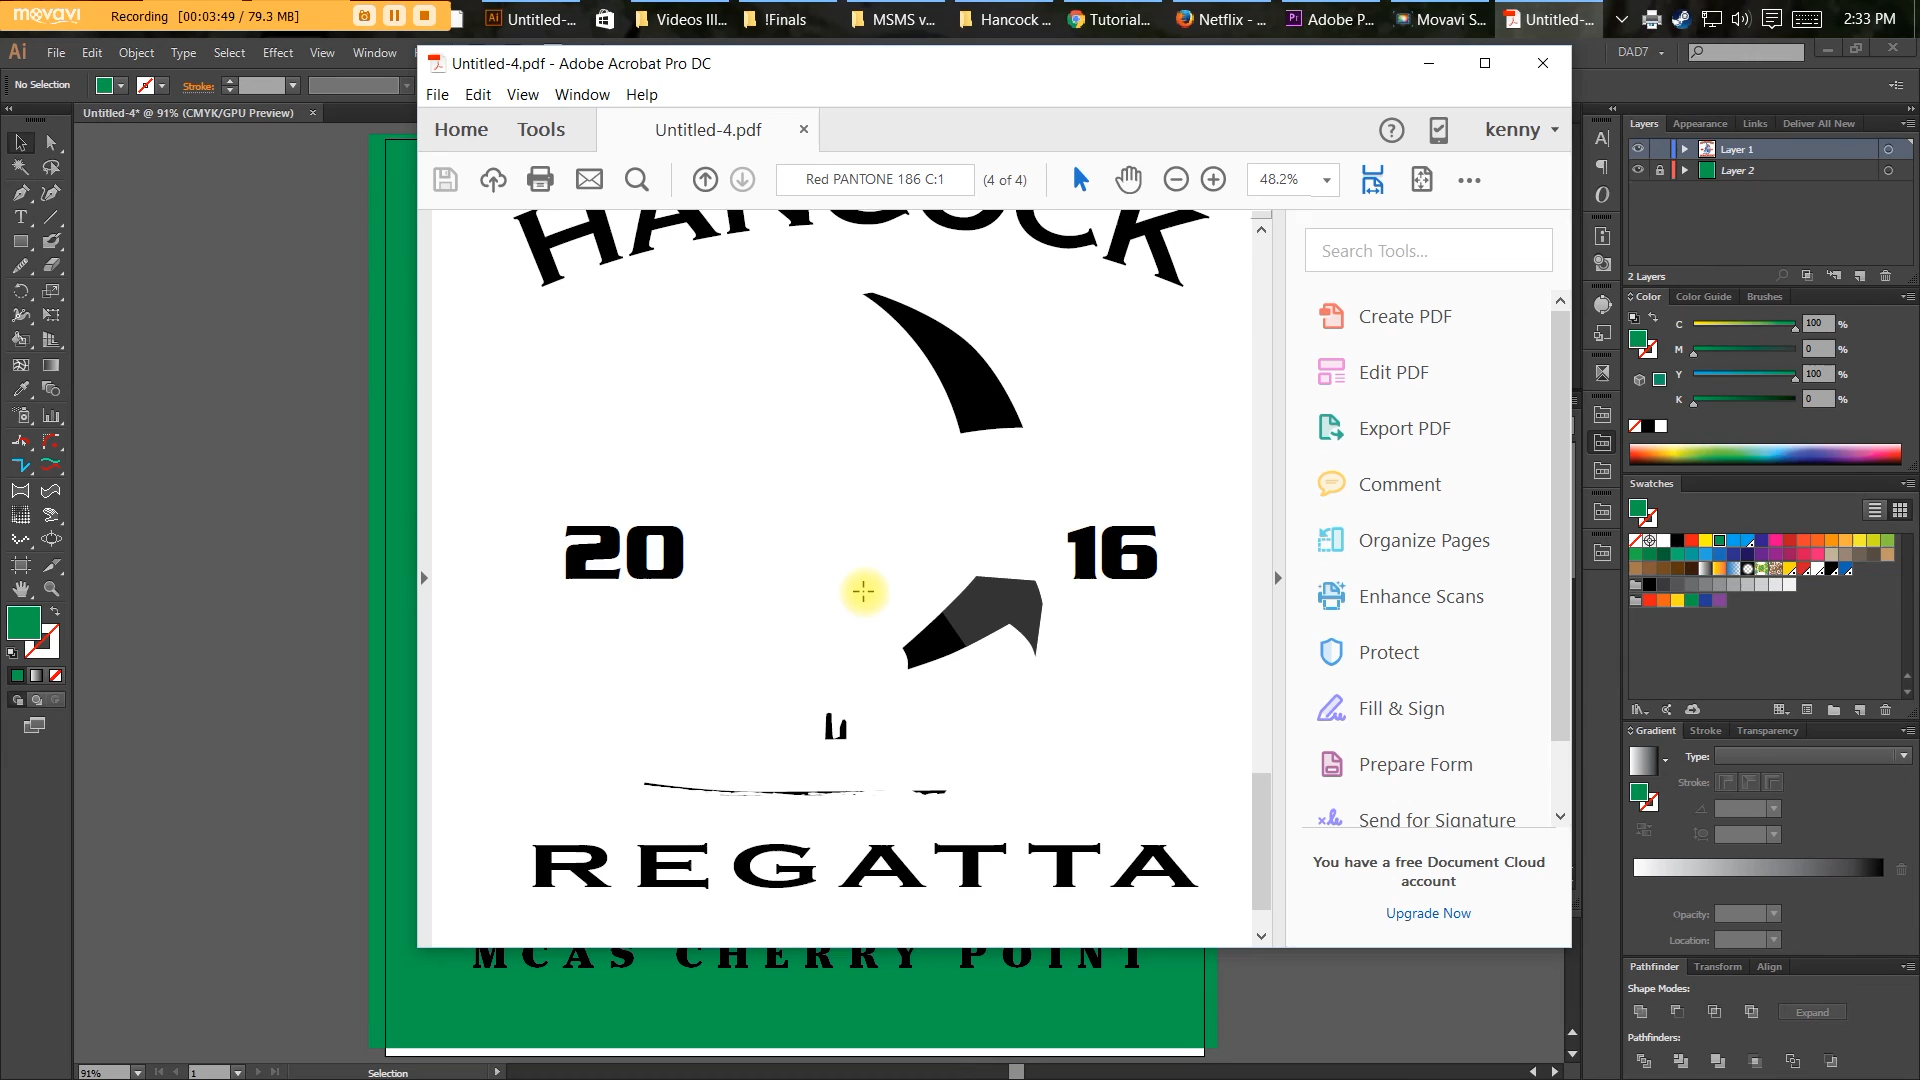 movavi Recording [00:03:49 / 79.3 MB] Untitled-... Videos III... !Finals MSMS v... Hancock ... Tutorial... Netflix - ... Adobe P... Movavi S... Untitled-... 2:33 PM
Ai File Edit Object Type Select Effect View Window DAD7
No Selection Stroke:
Untitled-4* @ 91% (CMYK/GPU Preview)
Untitled-4.pdf - Adobe Acrobat Pro DC
File Edit View Window Help
Home Tools Untitled-4.pdf kenny
Red PANTONE 186 C:1 (4 of 4) 48.2%
HANCOCK
20 16
REGATTA
MCAS CHERRY POINT
Search Tools...
Create PDF
Edit PDF
Export PDF
Comment
Organize Pages
Enhance Scans
Protect
Fill & Sign
Prepare Form
Send for Signature
You have a free Document Cloud
account
Upgrade Now
Layers Appearance Links Deliver All New
Layer 1
Layer 2
2 Layers
Color Color Guide Brushes
C 100 %
M 0 %
Y 100 %
K 0 %
Swatches
Gradient Stroke Transparency
Type:
Stroke:
Opacity:
Location:
Pathfinder Transform Align
Shape Modes:
Expand
Pathfinders:
91% 1 Selection